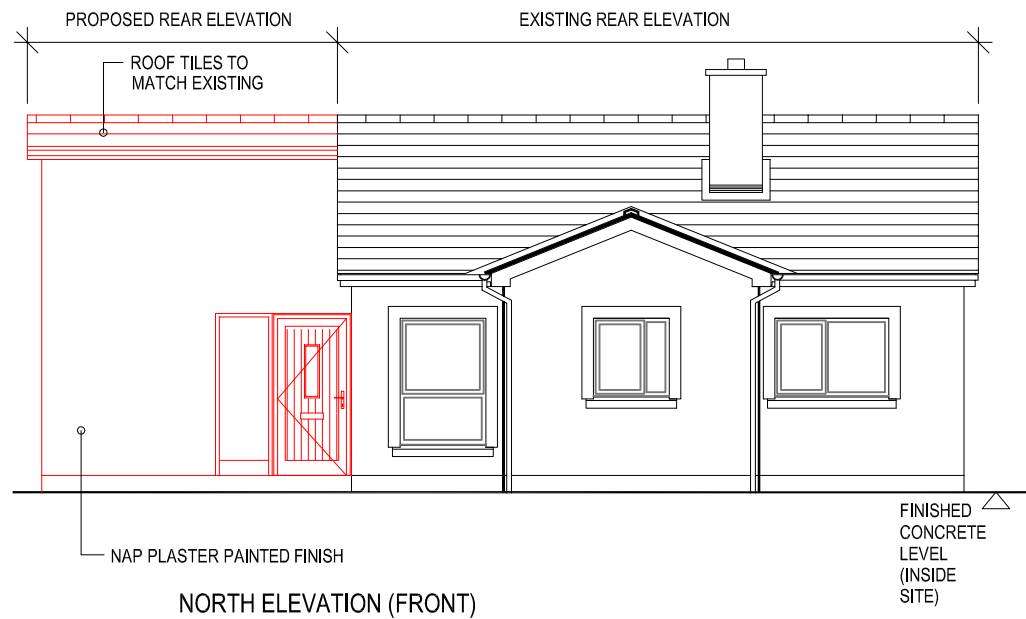 PROPOSED REAR ELEVATION
EXISTING REAR ELEVATION
ROOF TILES TO
MATCH EXISTING
NAP PLASTER PAINTED FINISH
FINISHED
CONCRETE
LEVEL
(INSIDE
SITE)
NORTH ELEVATION (FRONT)